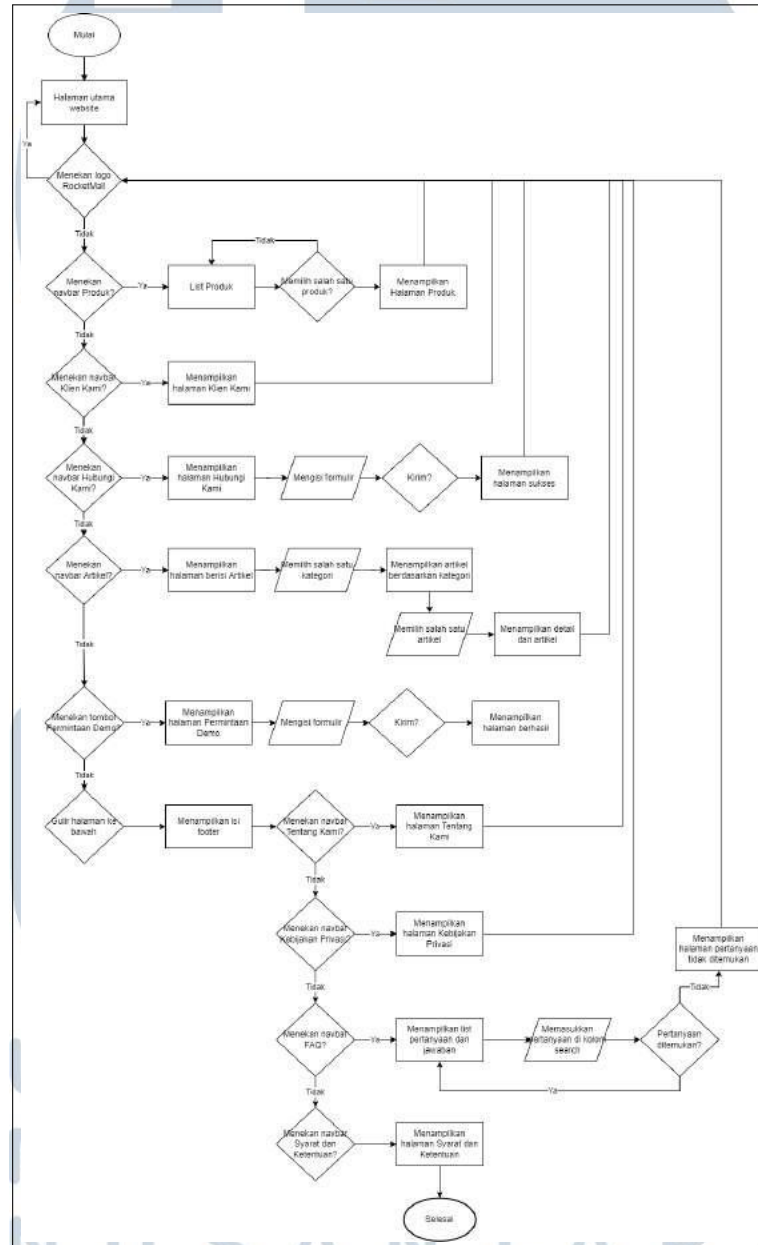 Mulai
Halaman utama
website
Ya
Menekan logo
RocketMall
Tidak
Menekan
navbar Produk?
Ya
List Produk
Tidak
Memilih salah satu
produk?
Menampilkan
Halaman Produk
Tidak
Menekan navbar
Klien Kami?
Ya
Menampilkan
halaman Klien Kami
Tidak
Menekan
navbar Hubungi
Kami?
Ya
Menampilkan
halaman Hubungi
Kami
Mengisi formulir
Kirim?
Menampilkan
halaman sukses
Tidak
Menekan
navbar Artikel?
Ya
Menampilkan
halaman berisi Artikel
Memilih salah satu
kategori
Menampilkan artikel
berdasarkan kategori
Memilih salah satu
artikel
Menampilkan detail
dari artikel
Tidak
Menekan tombol
Permintaan Demo?
Ya
Menampilkan
halaman Permintaan
Demo
Mengisi formulir
Kirim?
Menampilkan
halaman berhasil
Tidak
Gulir halaman ke
bawah
Menampilkan isi
footer
Menekan navbar
Tentang Kami?
Ya
Menampilkan
halaman Tentang
Kami
Tidak
Menekan navbar
Kebijakan Privasi?
Ya
Menampilkan
halaman Kebijakan
Privasi
Menampilkan
halaman pertanyaan
tidak ditemukan
Tidak
Tidak
Menekan navbar
FAQ?
Ya
Menampilkan list
pertanyaan dan
jawaban
Memasukkan
pertanyaan di kolom
search
Pertanyaan
ditemukan?
Ya
Tidak
Menekan navbar
Syarat dan
Ketentuan?
Menampilkan
halaman Syarat dan
Ketentuan
Selesai